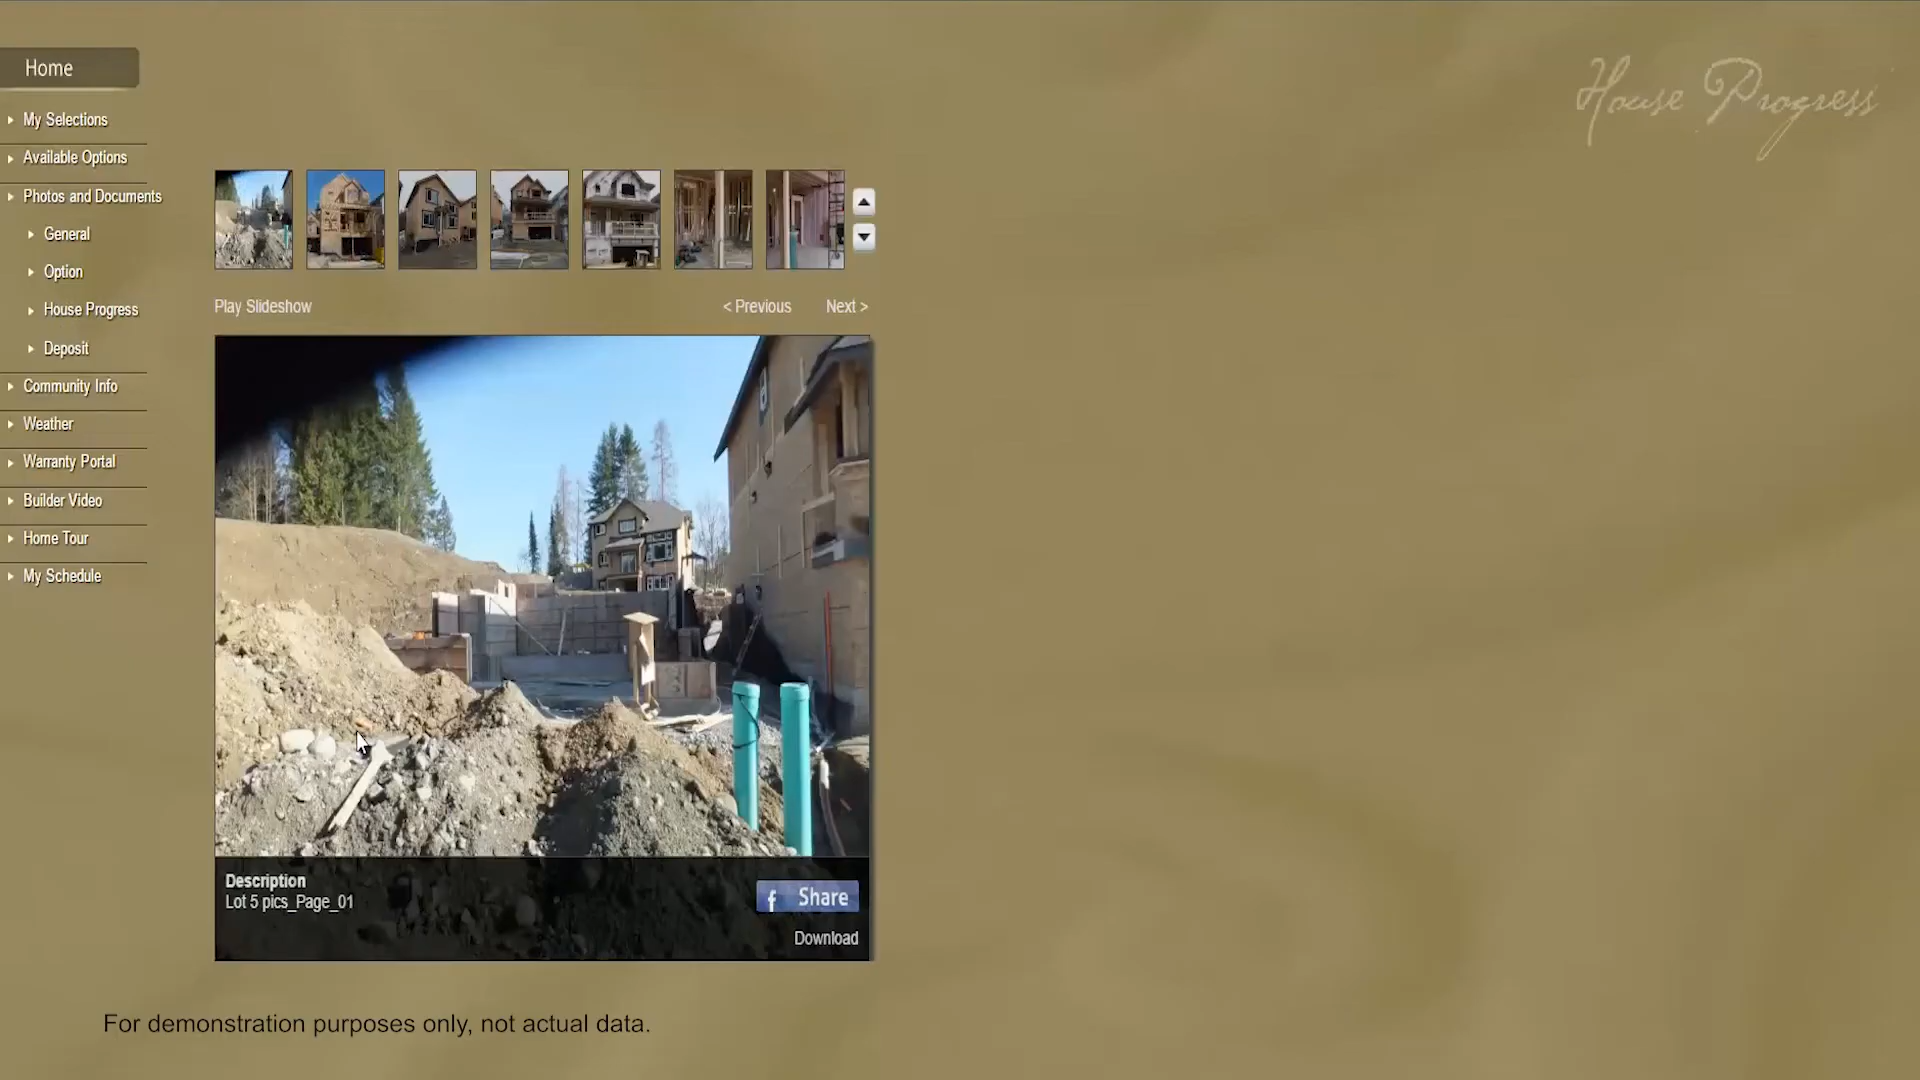 Home
House Progress
My Selections
Available Options
Photos and Documents
General
Option
House Progress
Deposit
Community Info
Weather
Warranty Portal
Builder Video
Home Tour
My Schedule
Play Slideshow
< Previous
Next >
Description
Lot 5 pics_Page_01
f Share
Download
For demonstration purposes only, not actual data.